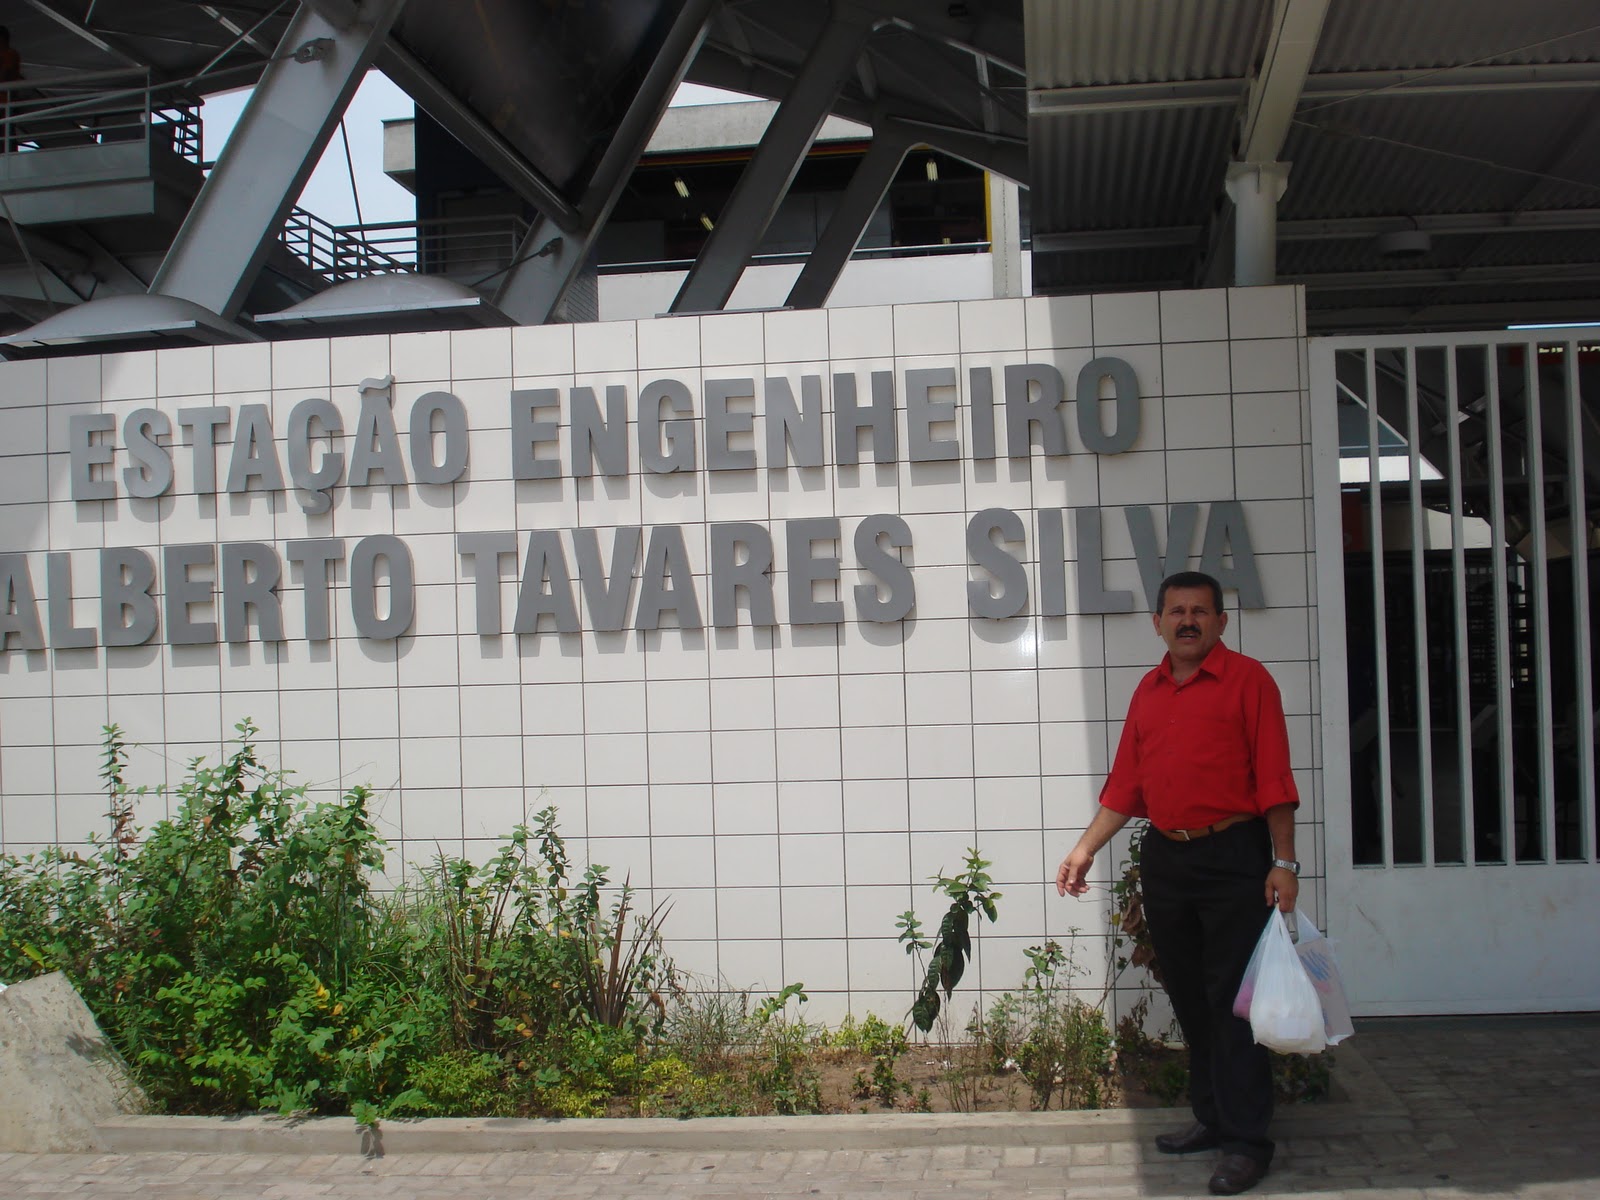 ESTAÇÃO ENGENHEIRO
ALBERTO TAVARES SILVA